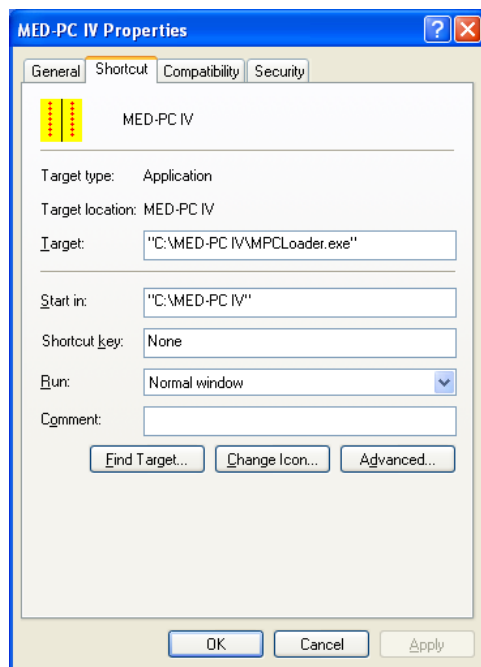 MED-PC IV Properties
General Shortcut Compatibility Security
MED-PC IV
Target type: Application
Target location: MED-PC IV
Target: "C:\MED-PC IV\MPCLoader.exe"
Start in: "C:\MED-PC IV"
Shortcut key: None
Run: Normal window
Comment:
Find Target... Change Icon... Advanced...
OK Cancel Apply